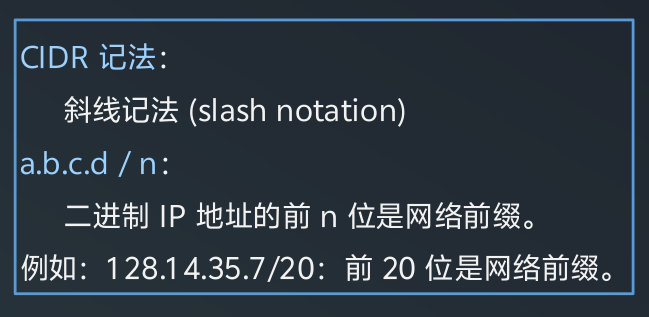 CIDR 记法：
斜线记法 (slash notation)
a.b.c.d / n：
二进制 IP 地址的前 n 位是网络前缀。
例如：128.14.35.7/20：前 20 位是网络前缀。